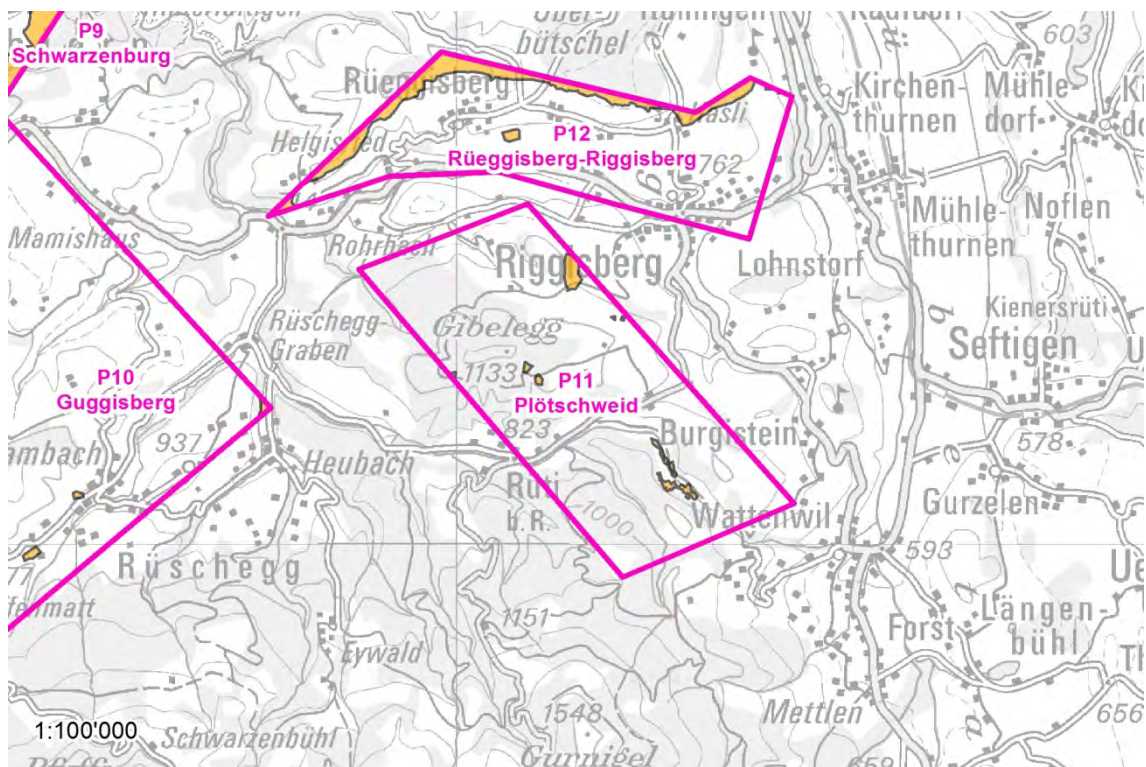 P9
Schwarzenburg
603
Kirchen-
thurnen
Mühle-
dorf
Rüeggisberg
bütschel
Helgisried
P12
Rüeggisberg-Riggisberg
762
Mamishaus
Rohrbach
Riggisberg
Mühle-
thurnen
Noflen
Lohnstorf
Kienersrüti
Seftigen
Rüschegg-
Graben
Gibelegg
1133
P11
Plötschweid
823
P10
Guggisberg
937
Heubach
Burgistein
578
Rüti
b.R.
1000
Wattenwil
Gurzelen
593
Rüschegg
1151
Eywald
Forst
Längen-
bühl
1:100'000
Schwarzenbühl
1548
Gurnigel
Mettlen
656